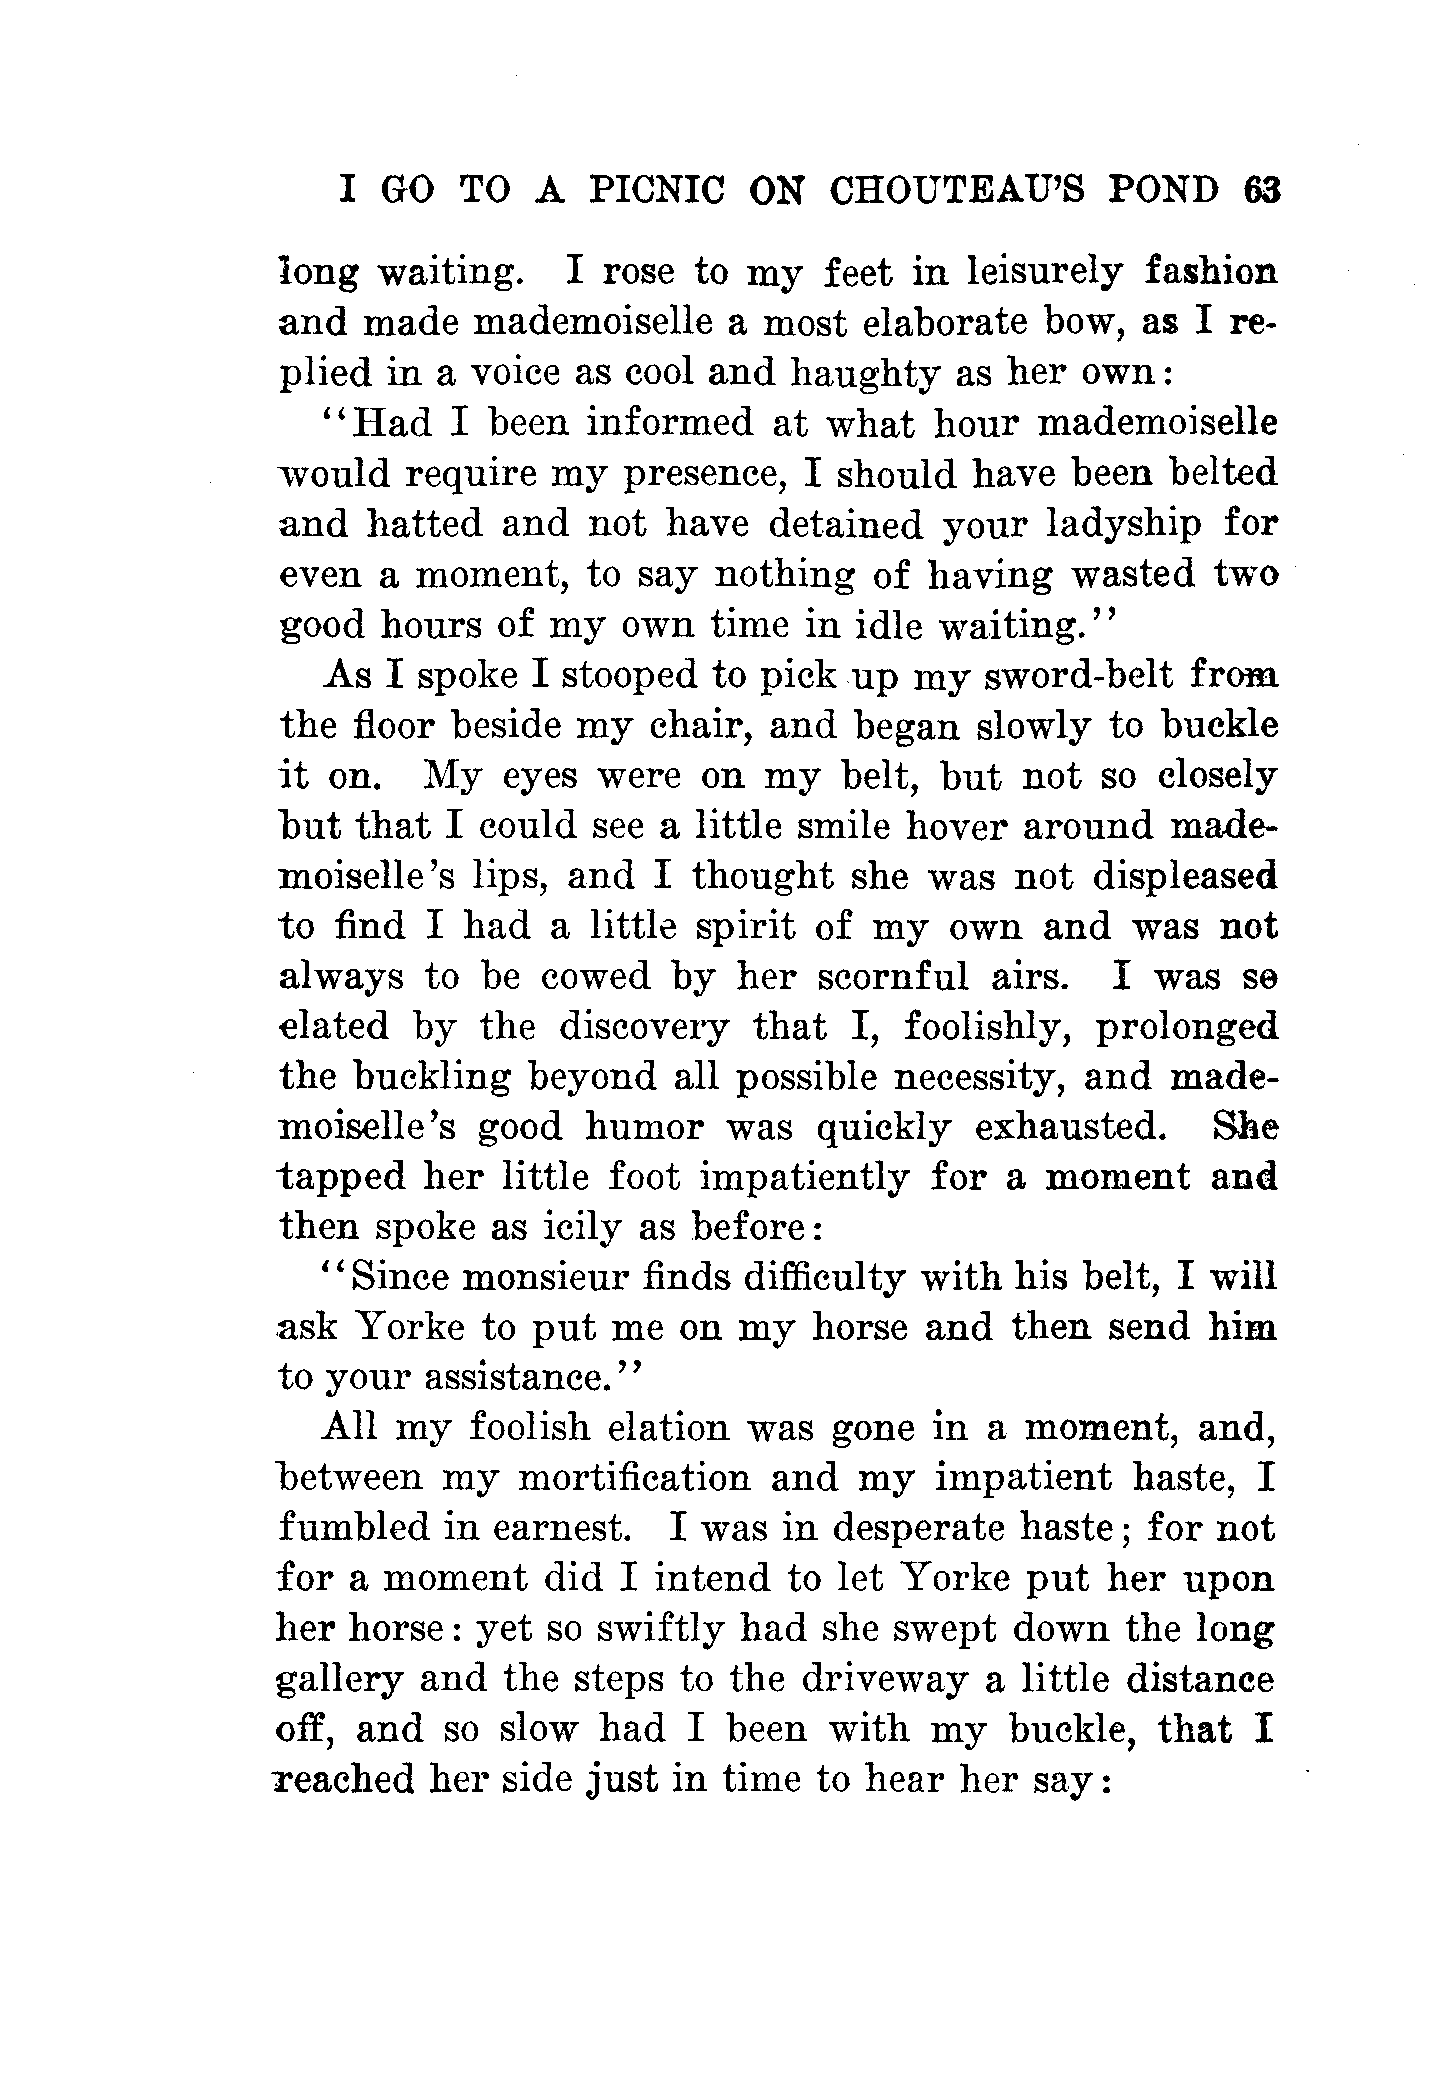 I GO TO A PICNIC ON CHOUTEAU'S POND 63
long waiting. I rose to my feet in leisurely fashion
and made mademoiselle a most elaborate bow, as I re-
plied in a voice as cool and haughty as her own:
"Had I been informed at what hour mademoiselle
would require my presence, I should have been belted
and hatted and not have detained your ladyship for
even a moment, to say nothing of having wasted two
good hours of my own time in idle waiting."
As I spoke I stooped to pick up my sword-belt from
the floor beside my chair, and began slowly to buckle
it on. My eyes were on my belt, but not so closely
but that I could see a little smile hover around made-
moiselle's lips, and I thought she was not displeased
to find I had a little spirit of my own and was not
always to be cowed by her scornful airs. I was so
elated by the discovery that I, foolishly, prolonged
the buckling beyond all possible necessity, and made-
moiselle's good humor was quickly exhausted. She
tapped her little foot impatiently for a moment and
then spoke as icily as before:
"Since monsieur finds difficulty with his belt, I will
ask Yorke to put me on my horse and then send him
to your assistance."
All my foolish elation was gone in a moment, and,
between my mortification and my impatient haste, I
fumbled in earnest. I was in desperate haste; for not
for a moment did I intend to let Yorke put her upon
her horse: yet so swiftly had she swept down the long
gallery and the steps to the driveway a little distance
off, and so slow had I been with my buckle, that I
reached her side just in time to hear her say: